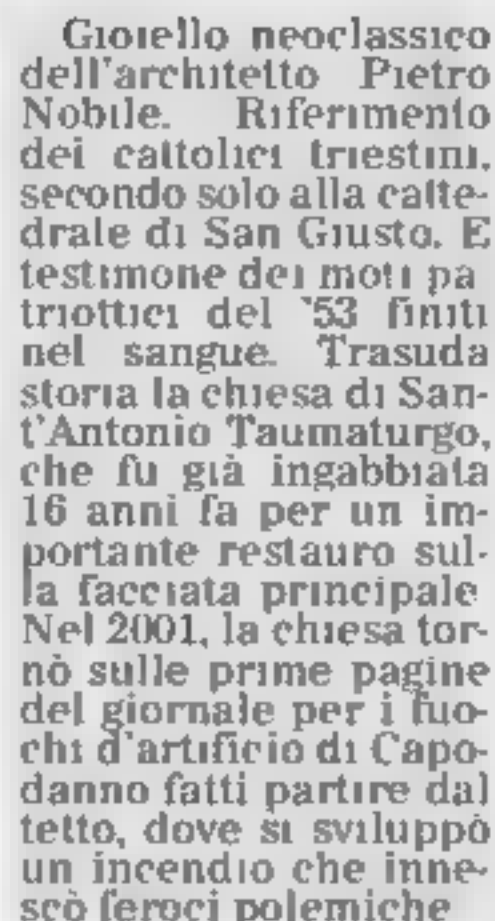 Gioiello neoclassico
dell'architetto Pietro
Nobile. Riferimento
dei cattolici triestini,
secondo solo alla catte-
drale di San Giusto. E
testimone dei moti pa
triottici del '53 finiti
nel sangue. Trasuda
storia la chiesa di San-
t'Antonio Taumaturgo,
che fu già ingabbiata
16 anni fa per un im-
portante restauro sul-
la facciata principale
Nel 2001, la chiesa tor-
nò sulle prime pagine
del giornale per i fuo-
chi d'artificio di Capo-
danno fatti partire dal
tetto, dove si sviluppò
un incendio che inne-
scò feroci polemiche